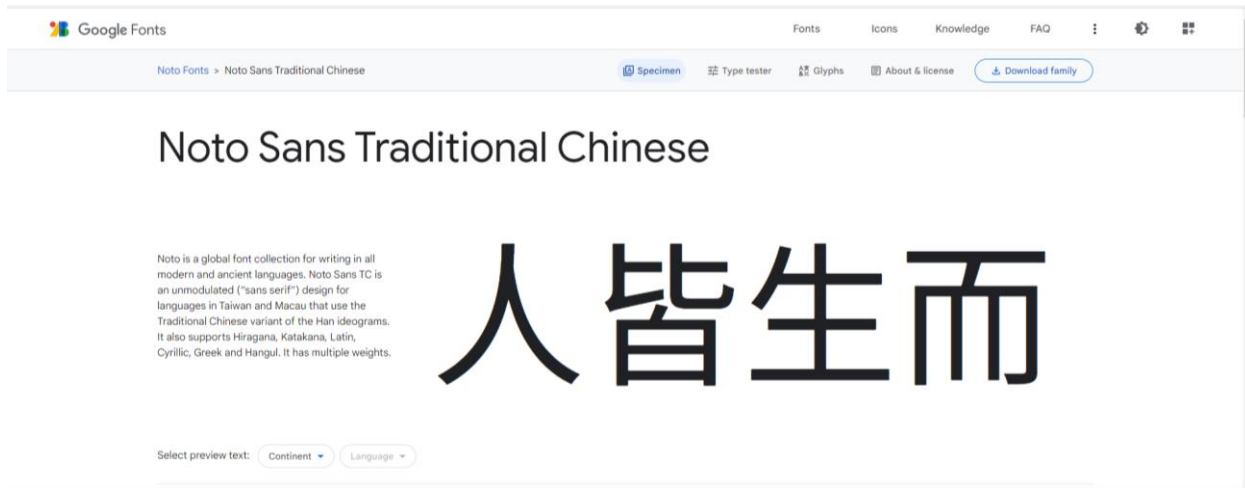 Google Fonts
Fonts Icons Knowledge FAQ
Noto Fonts > Noto Sans Traditional Chinese
Specimen Type tester Glyphs About & license Download family
Noto Sans Traditional Chinese
Noto is a global font collection for writing in all
modern and ancient languages. Noto Sans TC is
an unmodulated (“sans serif”) design for
languages in Taiwan and Macau that use the
Traditional Chinese variant of the Han ideograms.
It also supports Hiragana, Katakana, Latin,
Cyrillic, Greek and Hangul. It has multiple weights.
人皆生而
Select preview text: Continent Language